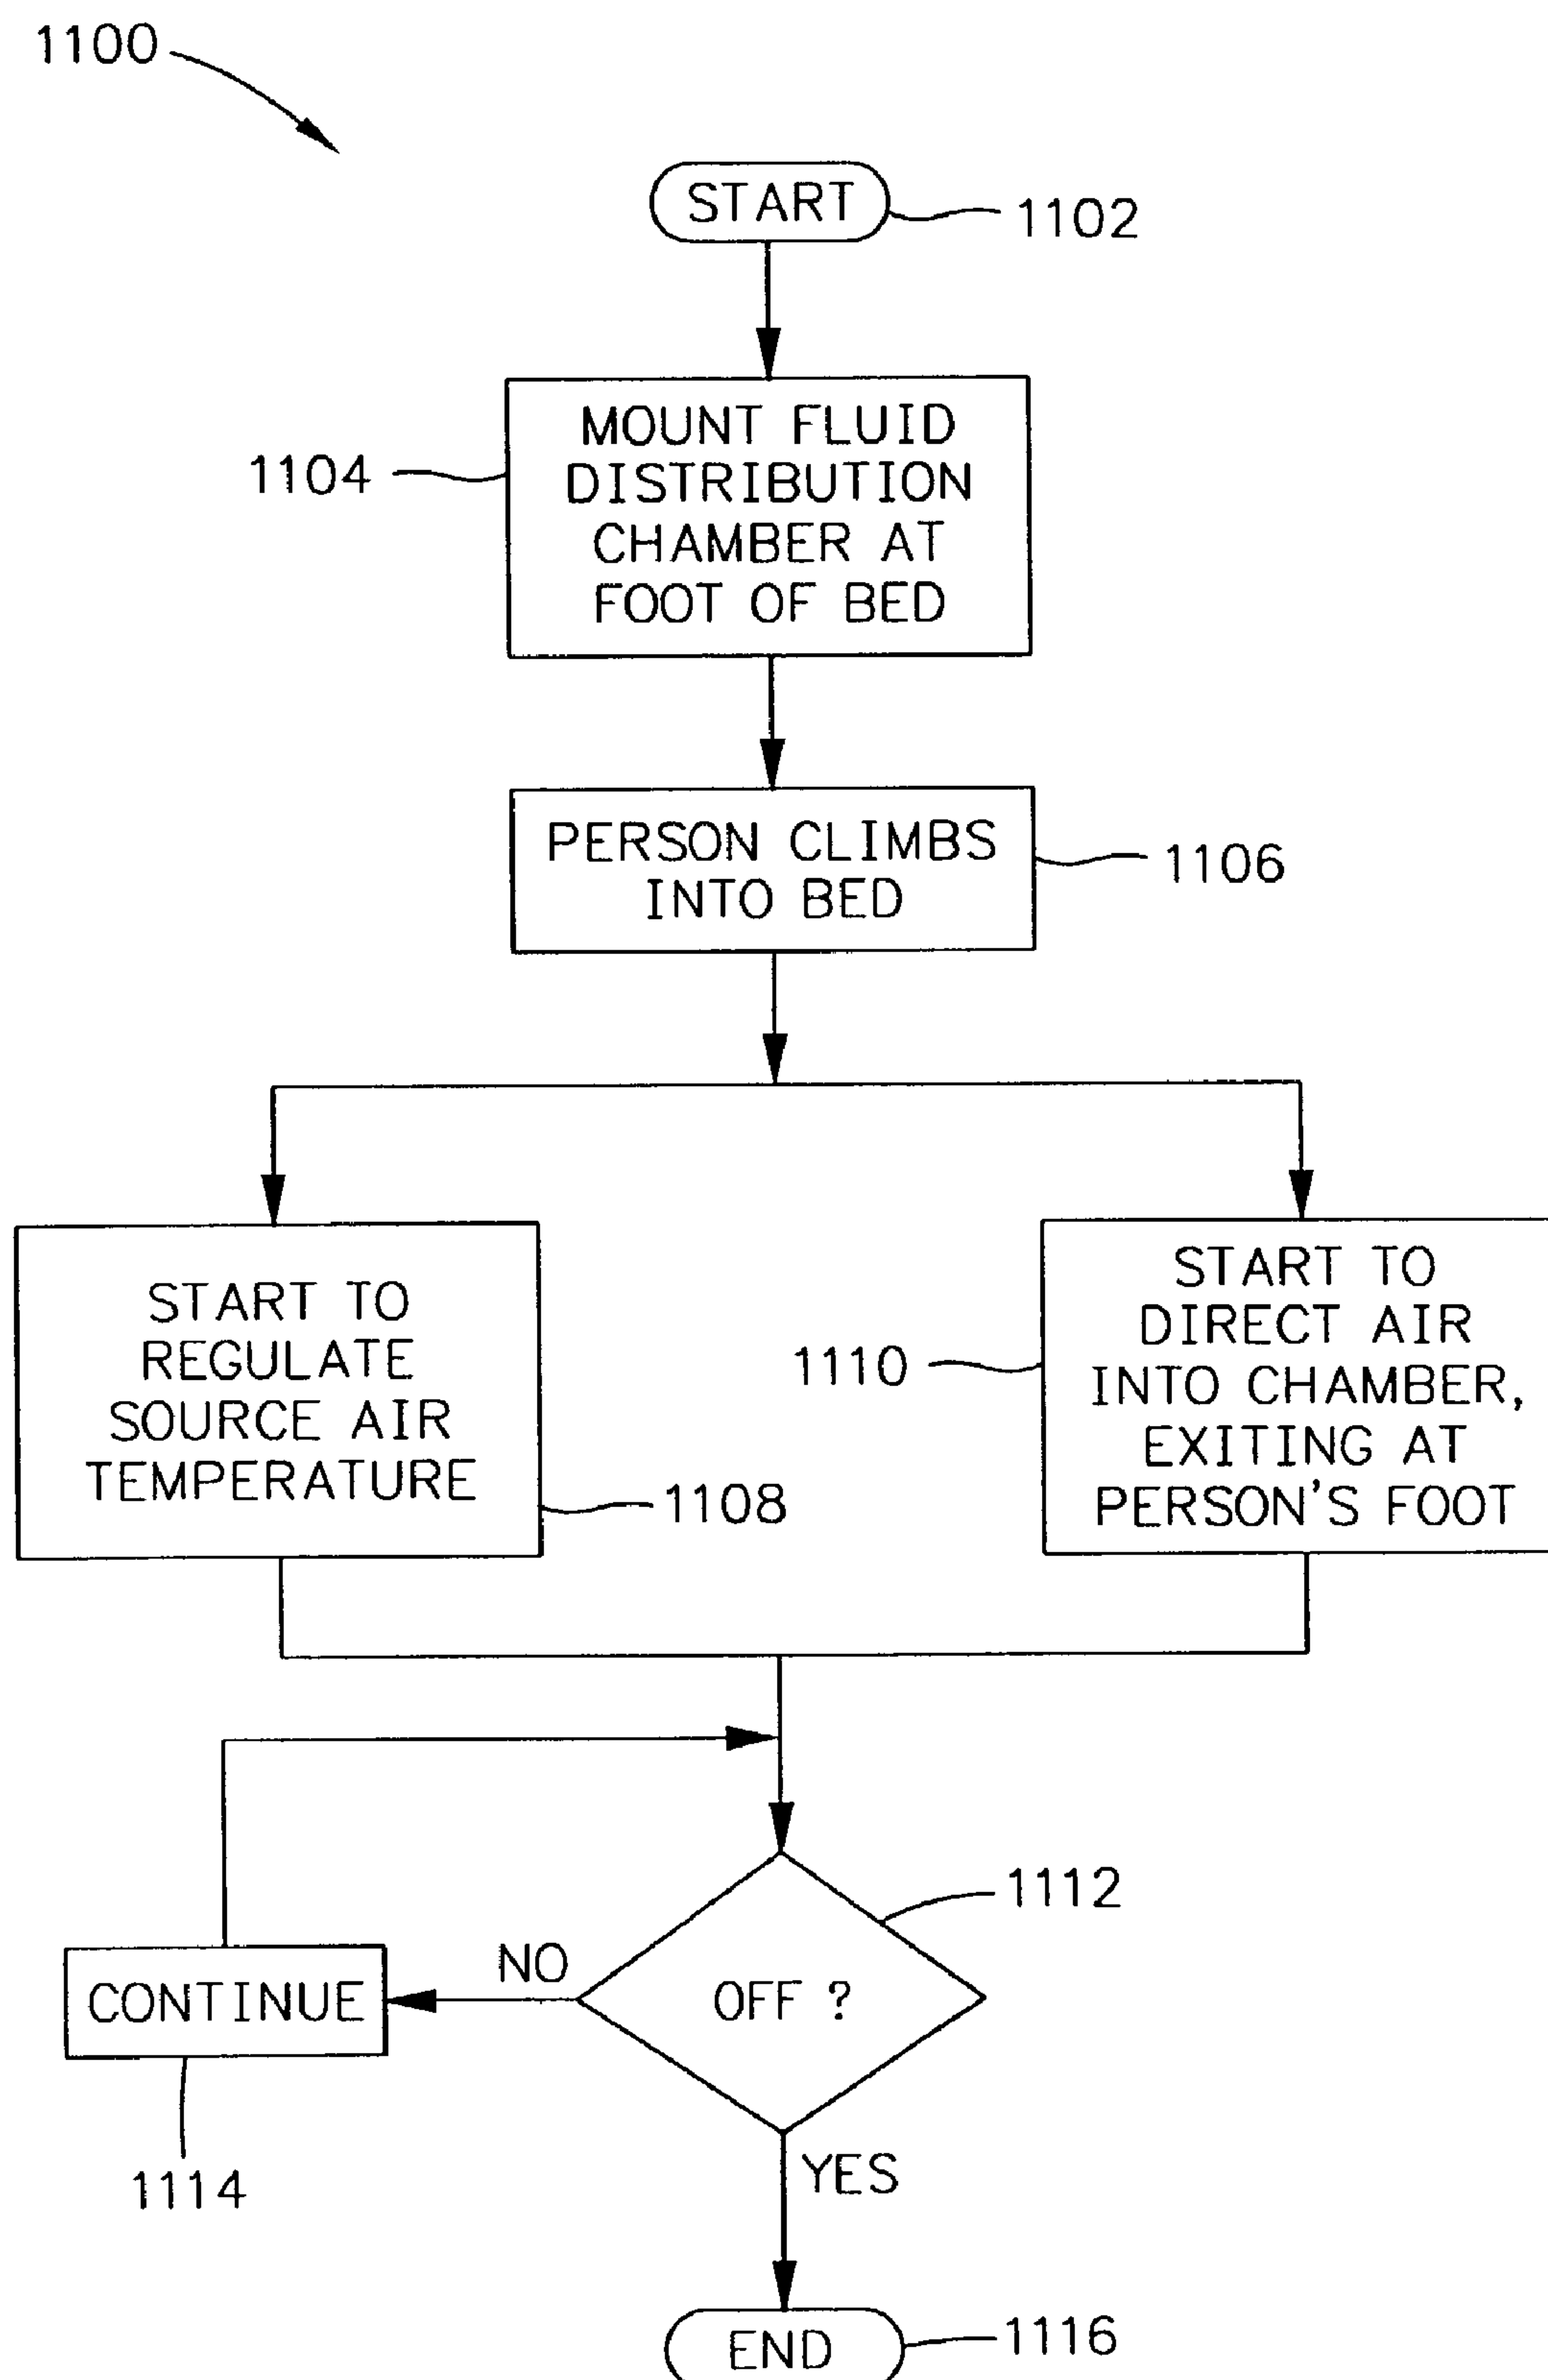 1100
START
1102
MOUNT FLUID
DISTRIBUTION
CHAMBER AT
FOOT OF BED
1104
PERSON CLIMBS
INTO BED
1106
START TO
REGULATE
SOURCE AIR
TEMPERATURE
1108
START TO
DIRECT AIR
INTO CHAMBER,
EXITING AT
PERSON'S FOOT
1110
OFF ?
1112
NO
CONTINUE
1114
YES
END
1116